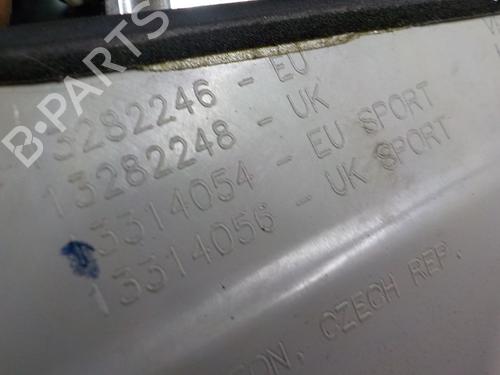 B-PARTS
13282246 - EU
13282248 - UK
13314054 - EU SPORT
13314056 - UK SPORT
CZECH REP.